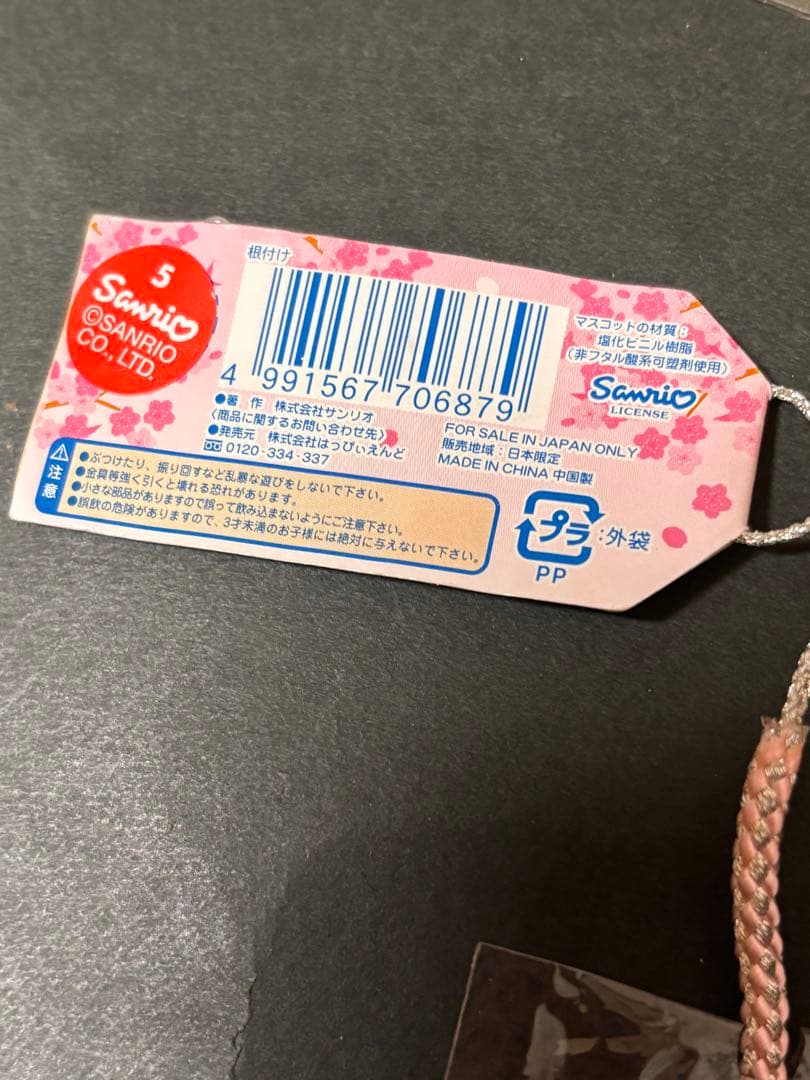 5
Sanrio
©SANRIO
CO., LTD.
根付け
4 991567 706879
●著 作 株式会社サンリオ
〈商品に関するお問い合わせ先〉
●発売元 株式会社はっぴぃえんど
0120-334-337
FOR SALE IN JAPAN ONLY
販売地域:日本限定
MADE IN CHINA 中国製
マスコットの材質:
塩化ビニル樹脂
(非フタル酸系可塑剤使用)
Sanrio
LICENSE
注意
●ぶつけたり、振り回すなど乱暴な遊びをしないで下さい。
●金具等強く引くと壊れる恐れがあります。
●小さな部品がありますので誤って飲み込まないようにご注意下さい。
●誤飲の危険がありますので、3才未満のお子様には絶対に与えないで下さい。
プラ:外袋
PP